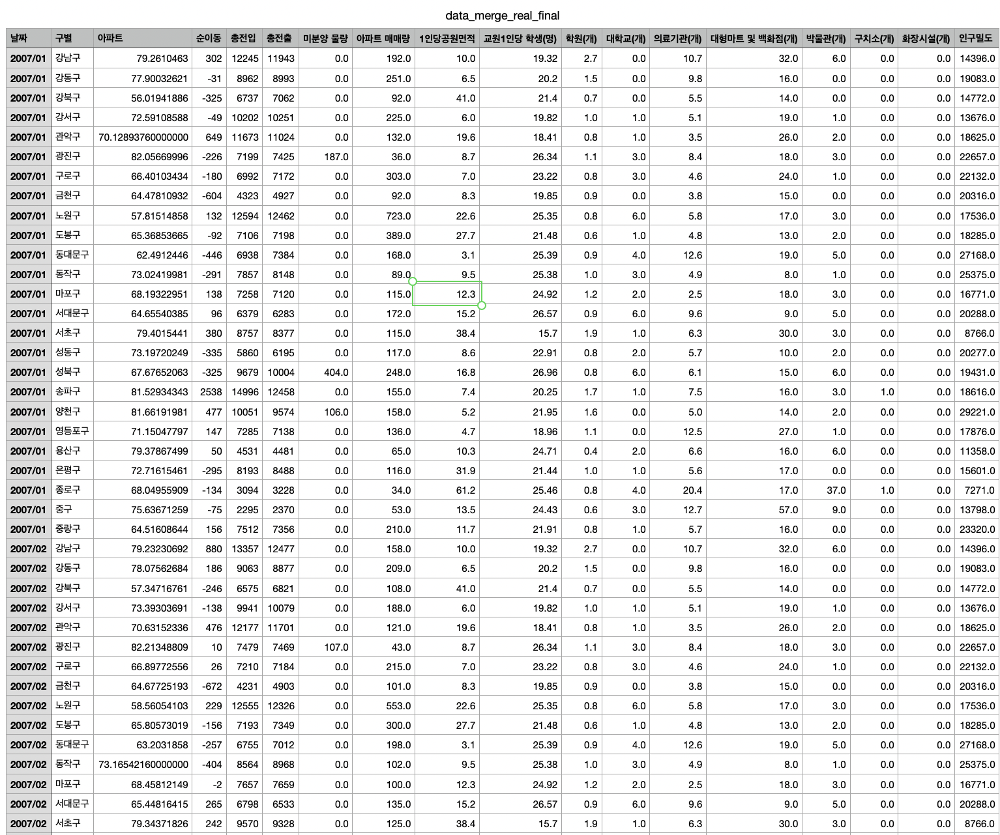 data_merge_real_final
날짜 구별 아파트 순이동 총전입 총전출 미분양 물량 아파트 매매량 1인당공원면적 교원1인당 학생(명) 학원(개) 대학교(개) 의료기관(개) 대형마트 및 백화점(개) 박물관(개) 구치소(개) 화장시설(개) 인구밀도
2007/01 강남구 79.2610463 302 12245 11943 0.0 192.0 10.0 19.32 2.7 0.0 10.7 32.0 6.0 0.0 0.0 14396.0
2007/01 강동구 77.90032621 -31 8962 8993 0.0 251.0 6.5 20.2 1.5 0.0 9.8 16.0 0.0 0.0 0.0 19083.0
2007/01 강북구 56.01941886 -325 6737 7062 0.0 92.0 41.0 21.4 0.7 0.0 5.5 14.0 0.0 0.0 0.0 14772.0
2007/01 강서구 72.59108588 -49 10202 10251 0.0 225.0 6.0 19.82 1.0 1.0 5.1 19.0 1.0 0.0 0.0 13676.0
2007/01 관악구 70.12893760000000 649 11673 11024 0.0 132.0 19.6 18.41 0.8 1.0 3.5 26.0 2.0 0.0 0.0 18625.0
2007/01 광진구 82.05669996 -226 7199 7425 187.0 36.0 8.7 26.34 1.1 3.0 8.4 18.0 3.0 0.0 0.0 22657.0
2007/01 구로구 66.40103434 -180 6992 7172 0.0 303.0 7.0 23.22 0.8 3.0 4.6 24.0 1.0 0.0 0.0 22132.0
2007/01 금천구 64.47810932 -604 4323 4927 0.0 92.0 8.3 19.85 0.9 0.0 3.8 15.0 0.0 0.0 0.0 20316.0
2007/01 노원구 57.81514858 132 12594 12462 0.0 723.0 22.6 25.35 0.8 6.0 5.8 17.0 3.0 0.0 0.0 17536.0
2007/01 도봉구 65.36853665 -92 7106 7198 0.0 389.0 27.7 21.48 0.6 1.0 4.8 13.0 2.0 0.0 0.0 18285.0
2007/01 동대문구 62.4912446 -446 6938 7384 0.0 168.0 3.1 25.39 0.9 4.0 12.6 19.0 5.0 0.0 0.0 27168.0
2007/01 동작구 73.02419981 -291 7857 8148 0.0 89.0 9.5 25.38 1.0 3.0 4.9 8.0 1.0 0.0 0.0 25375.0
2007/01 마포구 68.19322951 138 7258 7120 0.0 115.0 12.3 24.92 1.2 2.0 2.5 18.0 3.0 0.0 0.0 16771.0
2007/01 서대문구 64.65540385 96 6379 6283 0.0 172.0 15.2 26.57 0.9 6.0 9.6 9.0 5.0 0.0 0.0 20288.0
2007/01 서초구 79.4015441 380 8757 8377 0.0 115.0 38.4 15.7 1.9 1.0 6.3 30.0 3.0 0.0 0.0 8766.0
2007/01 성동구 73.19720249 -335 5860 6195 0.0 117.0 8.6 22.91 0.8 2.0 5.7 10.0 2.0 0.0 0.0 20277.0
2007/01 성북구 67.67652063 -325 9679 10004 404.0 248.0 16.8 26.96 0.8 6.0 6.1 15.0 6.0 0.0 0.0 19431.0
2007/01 송파구 81.52934343 2538 14996 12458 0.0 155.0 7.4 20.25 1.7 1.0 7.5 16.0 3.0 1.0 0.0 18616.0
2007/01 양천구 81.66191981 477 10051 9574 106.0 158.0 5.2 21.95 1.6 0.0 5.0 14.0 2.0 0.0 0.0 29221.0
2007/01 영등포구 71.15047797 147 7285 7138 0.0 136.0 4.7 18.96 1.1 0.0 12.5 27.0 1.0 0.0 0.0 17876.0
2007/01 용산구 79.37867499 50 4531 4481 0.0 65.0 10.3 24.71 0.4 2.0 6.6 16.0 6.0 0.0 0.0 11358.0
2007/01 은평구 72.71615461 -295 8193 8488 0.0 116.0 31.9 21.44 1.0 1.0 5.6 17.0 0.0 0.0 0.0 15601.0
2007/01 종로구 68.04955909 -134 3094 3228 0.0 34.0 61.2 25.46 0.8 4.0 20.4 17.0 37.0 1.0 0.0 7271.0
2007/01 중구 75.63671259 -75 2295 2370 0.0 53.0 13.5 24.43 0.6 3.0 12.7 57.0 9.0 0.0 0.0 13798.0
2007/01 중랑구 64.51608644 156 7512 7356 0.0 210.0 11.7 21.91 0.8 1.0 5.7 16.0 0.0 0.0 0.0 23320.0
2007/02 강남구 79.23230692 880 13357 12477 0.0 158.0 10.0 19.32 2.7 0.0 10.7 32.0 6.0 0.0 0.0 14396.0
2007/02 강동구 78.07562684 186 9063 8877 0.0 209.0 6.5 20.2 1.5 0.0 9.8 16.0 0.0 0.0 0.0 19083.0
2007/02 강북구 57.34716761 -246 6575 6821 0.0 108.0 41.0 21.4 0.7 0.0 5.5 14.0 0.0 0.0 0.0 14772.0
2007/02 강서구 73.39303691 -138 9941 10079 0.0 188.0 6.0 19.82 1.0 1.0 5.1 19.0 1.0 0.0 0.0 13676.0
2007/02 관악구 70.63152336 476 12177 11701 0.0 121.0 19.6 18.41 0.8 1.0 3.5 26.0 2.0 0.0 0.0 18625.0
2007/02 광진구 82.21348809 10 7479 7469 107.0 43.0 8.7 26.34 1.1 3.0 8.4 18.0 3.0 0.0 0.0 22657.0
2007/02 구로구 66.89772556 26 7210 7184 0.0 215.0 7.0 23.22 0.8 3.0 4.6 24.0 1.0 0.0 0.0 22132.0
2007/02 금천구 64.67725193 -672 4231 4903 0.0 101.0 8.3 19.85 0.9 0.0 3.8 15.0 0.0 0.0 0.0 20316.0
2007/02 노원구 58.56054103 229 12555 12326 0.0 553.0 22.6 25.35 0.8 6.0 5.8 17.0 3.0 0.0 0.0 17536.0
2007/02 도봉구 65.80573019 -156 7193 7349 0.0 300.0 27.7 21.48 0.6 1.0 4.8 13.0 2.0 0.0 0.0 18285.0
2007/02 동대문구 63.2031858 -257 6755 7012 0.0 198.0 3.1 25.39 0.9 4.0 12.6 19.0 5.0 0.0 0.0 27168.0
2007/02 동작구 73.16542160000000 -404 8564 8968 0.0 102.0 9.5 25.38 1.0 3.0 4.9 8.0 1.0 0.0 0.0 25375.0
2007/02 마포구 68.45812149 -2 7657 7659 0.0 100.0 12.3 24.92 1.2 2.0 2.5 18.0 3.0 0.0 0.0 16771.0
2007/02 서대문구 65.44816415 265 6798 6533 0.0 135.0 15.2 26.57 0.9 6.0 9.6 9.0 5.0 0.0 0.0 20288.0
2007/02 서초구 79.34371826 242 9570 9328 0.0 125.0 38.4 15.7 1.9 1.0 6.3 30.0 3.0 0.0 0.0 8766.0